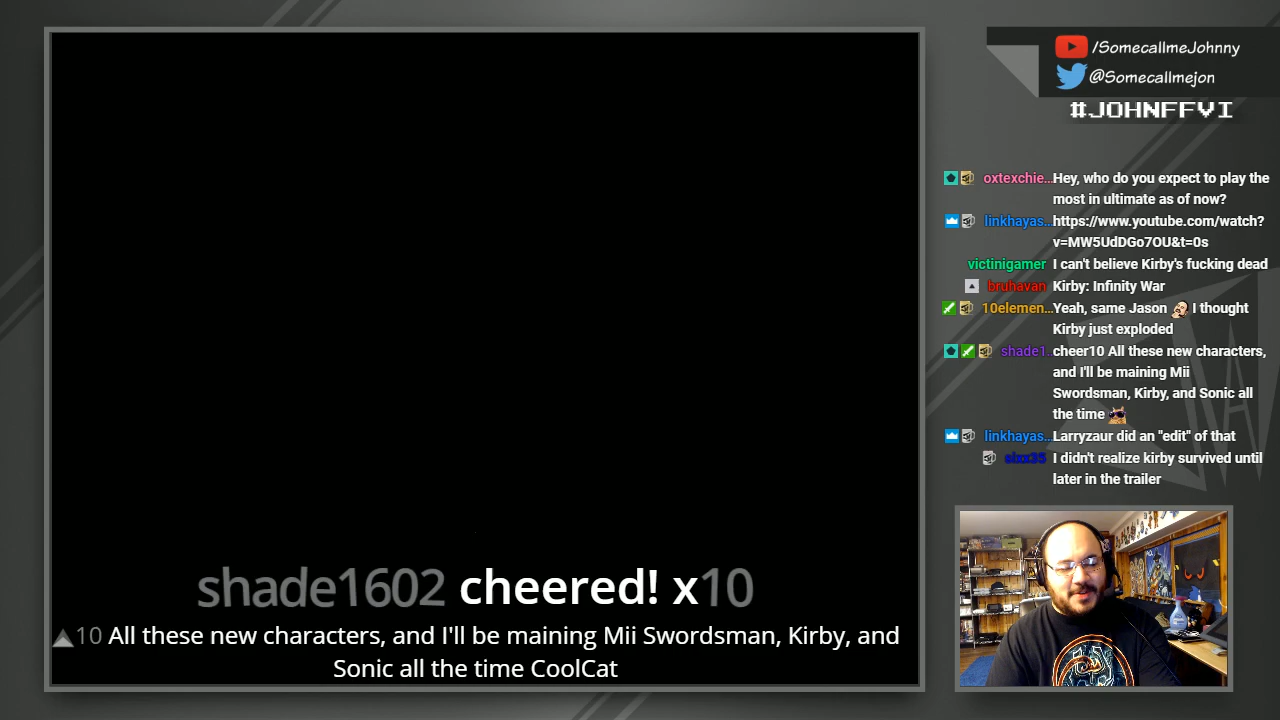 /SomecallmeJohnny
@Somecallmejon
#JOHNFFVI
oxtexchie... Hey, who do you expect to play the
most in ultimate as of now?
linkhayas... https://www.youtube.com/watch?
v=MW5UdDGo7OU&t=0s
victinigamer I can't believe Kirby's fucking dead
bruhavan Kirby: Infinity War
10elemen... Yeah, same Jason I thought
Kirby just exploded
shade1... cheer10 All these new characters,
and I'll be maining Mii
Swordsman, Kirby, and Sonic all
the time
linkhayas... Larryzaur did an "edit" of that
sixx35 I didn't realize kirby survived until
later in the trailer
shade1602 cheered! x10
10 All these new characters, and I'll be maining Mii Swordsman, Kirby, and
Sonic all the time CoolCat